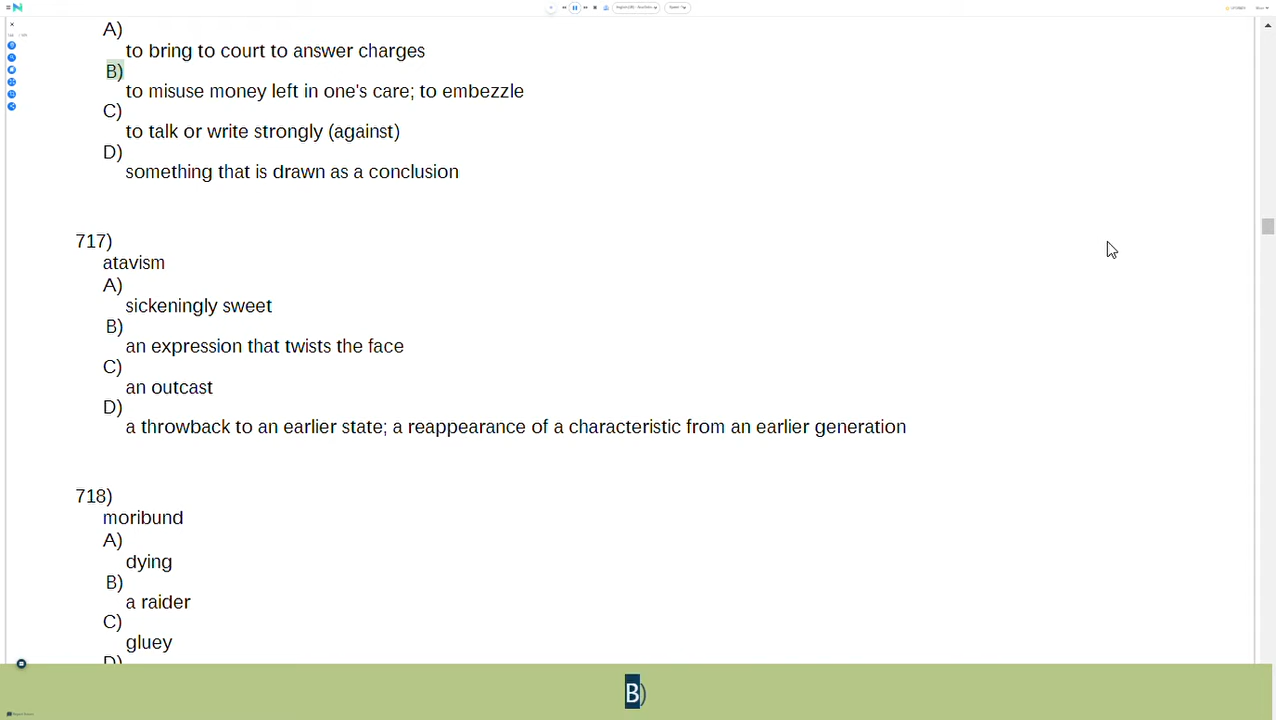 A)
to bring to court to answer charges
B)
to misuse money left in one's care; to embezzle
C)
to talk or write strongly (against)
D)
something that is drawn as a conclusion
717)
atavism
A)
sickeningly sweet
B)
an expression that twists the face
C)
an outcast
D)
a throwback to an earlier state; a reappearance of a characteristic from an earlier generation
718)
moribund
A)
dying
B)
a raider
C)
gluey
D)
B)